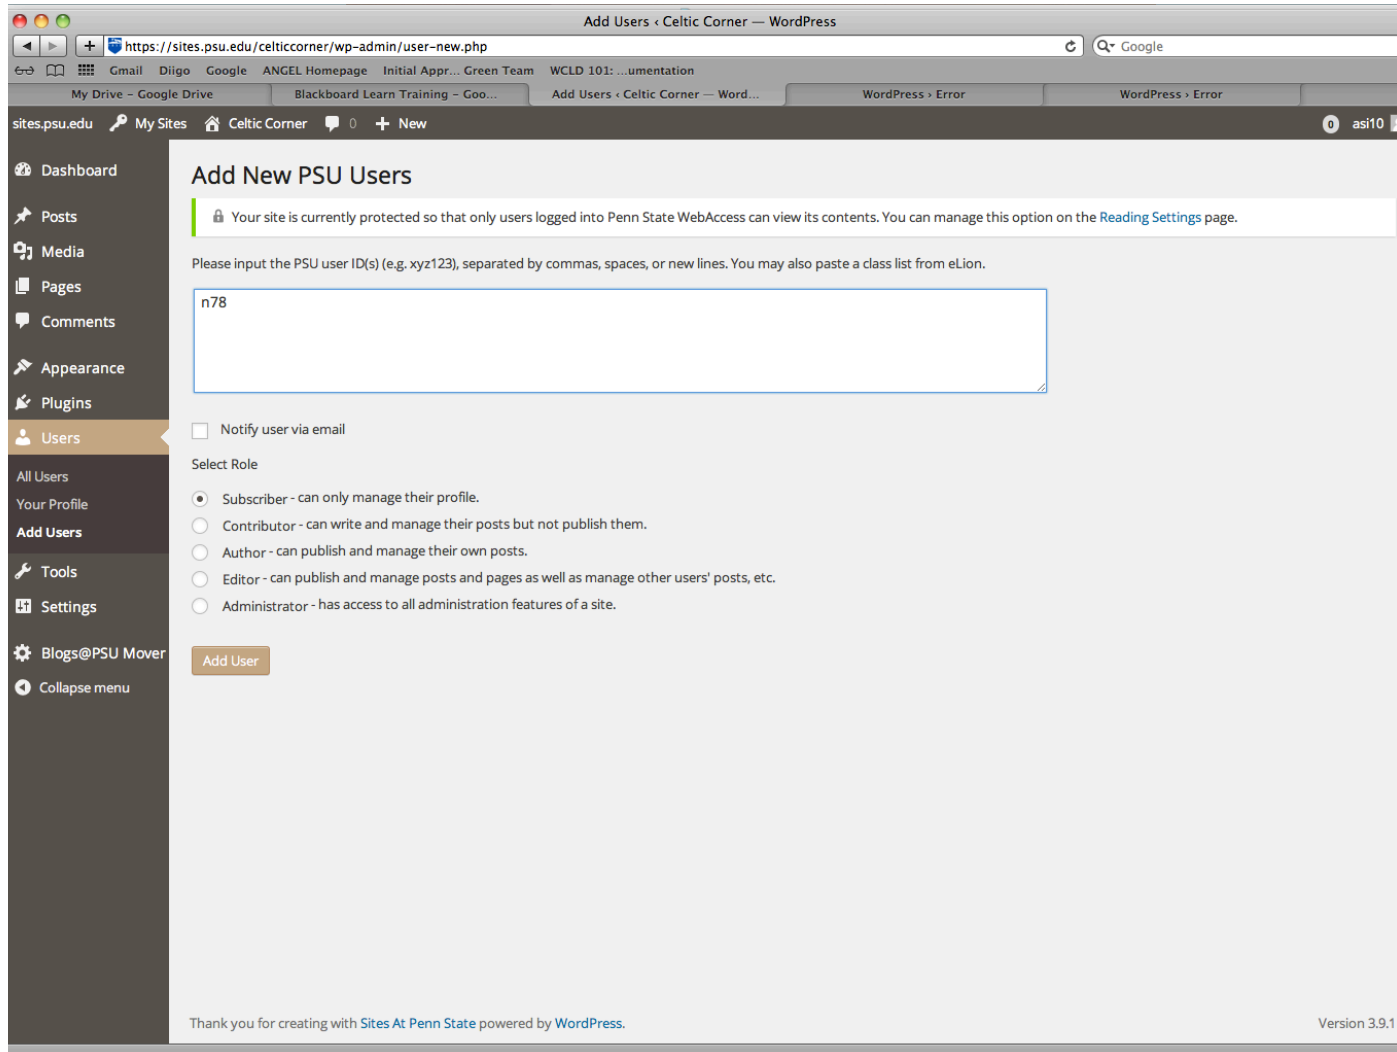 Add Users ‹ Celtic Corner — WordPress
https://sites.psu.edu/celticcorner/wp-admin/user-new.php
Google
Gmail Diigo Google ANGEL Homepage Initial Appr... Green Team WCLD 101: ...umentation
My Drive – Google Drive Blackboard Learn Training – Goo... Add Users ‹ Celtic Corner — Word... WordPress › Error WordPress › Error
sites.psu.edu My Sites Celtic Corner 0 + New 0 asi10
Dashboard
Posts
Media
Pages
Comments
Appearance
Plugins
Users
All Users
Your Profile
Add Users
Tools
Settings
Blogs@PSU Mover
Collapse menu
Add New PSU Users
Your site is currently protected so that only users logged into Penn State WebAccess can view its contents. You can manage this option on the Reading Settings page.
Please input the PSU user ID(s) (e.g. xyz123), separated by commas, spaces, or new lines. You may also paste a class list from eLion.
n78
Notify user via email
Select Role
Subscriber - can only manage their profile.
Contributor - can write and manage their posts but not publish them.
Author - can publish and manage their own posts.
Editor - can publish and manage posts and pages as well as manage other users' posts, etc.
Administrator - has access to all administration features of a site.
Add User
Thank you for creating with Sites At Penn State powered by WordPress.
Version 3.9.1